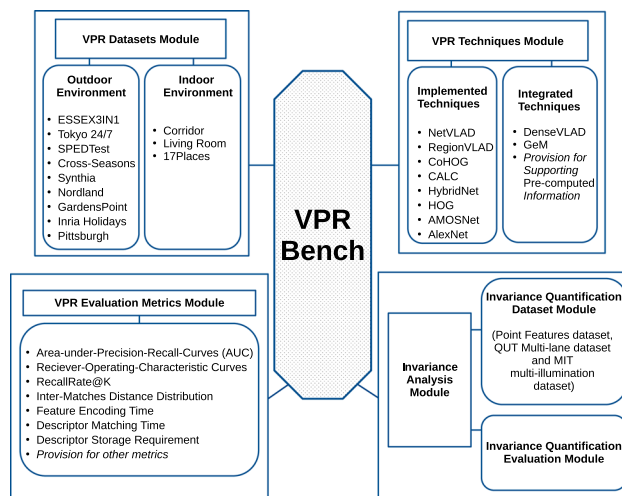 VPR Datasets Module
Outdoor
Environment
• ESSEX3IN1
• Tokyo 24/7
• SPEDTest
• Cross-Seasons
• Synthia
• Nordland
• GardensPoint
• Inria Holidays
• Pittsburgh
Indoor
Environment
• Corridor
• Living Room
• 17Places
VPR
Bench
VPR Techniques Module
Implemented
Techniques
• NetVLAD
• RegionVLAD
• CoHOG
• CALC
• HybridNet
• HOG
• AMOSNet
• AlexNet
Integrated
Techniques
• DenseVLAD
• GeM
• Provision for
Supporting
Pre-computed
Information
VPR Evaluation Metrics Module
• Area-under-Precision-Recall-Curves (AUC)
• Reciever-Operating-Characteristic Curves
• RecallRate@K
• Inter-Matches Distance Distribution
• Feature Encoding Time
• Descriptor Matching Time
• Descriptor Storage Requirement
• Provision for other metrics
Invariance
Analysis
Module
Invariance Quantification
Dataset Module
(Point Features dataset,
QUT Multi-lane dataset
and MIT
multi-illumination
dataset)
Invariance Quantification
Evaluation Module